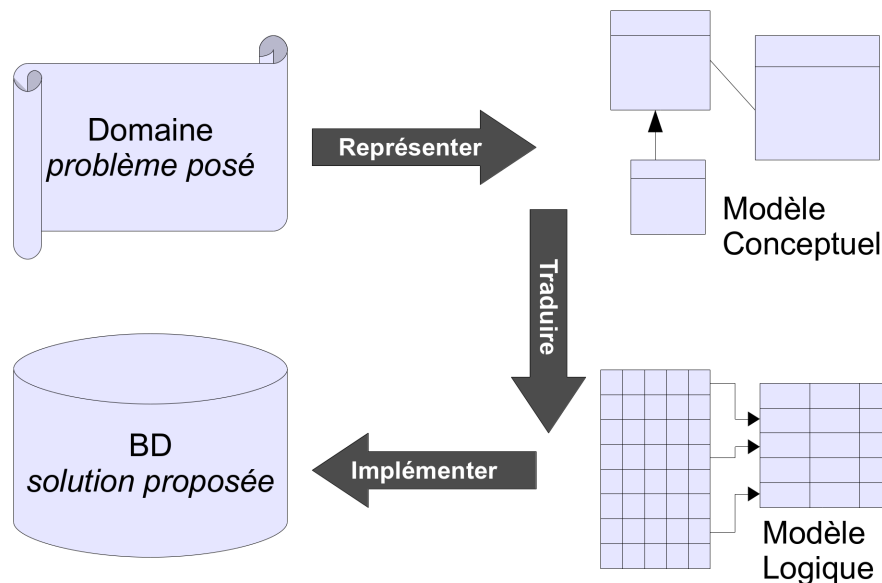 Domaine
problème posé
Représenter
Modèle
Conceptuel
Traduire
BD
solution proposée
Implémenter
Modèle
Logique